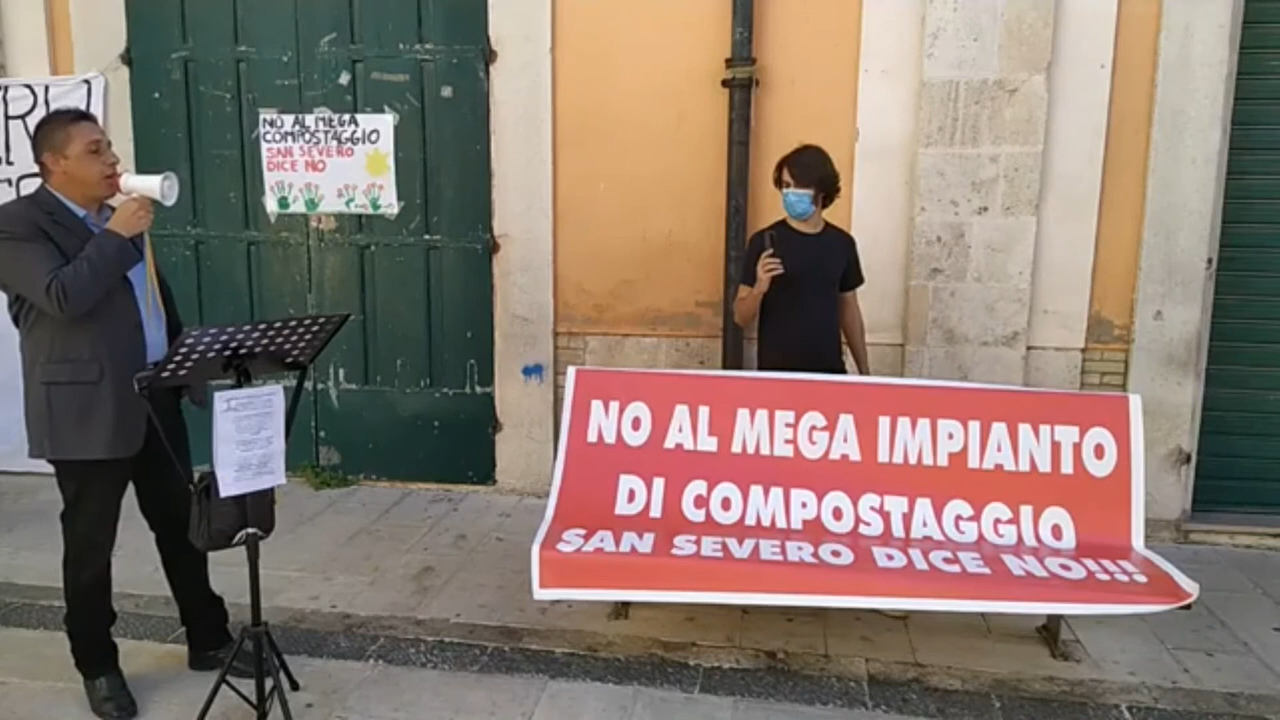 NO AL MEGA
COMPOSTAGGIO
SAN SEVERO
DICE NO
NO AL MEGA IMPIANTO
DI COMPOSTAGGIO
SAN SEVERO DICE NO!!!